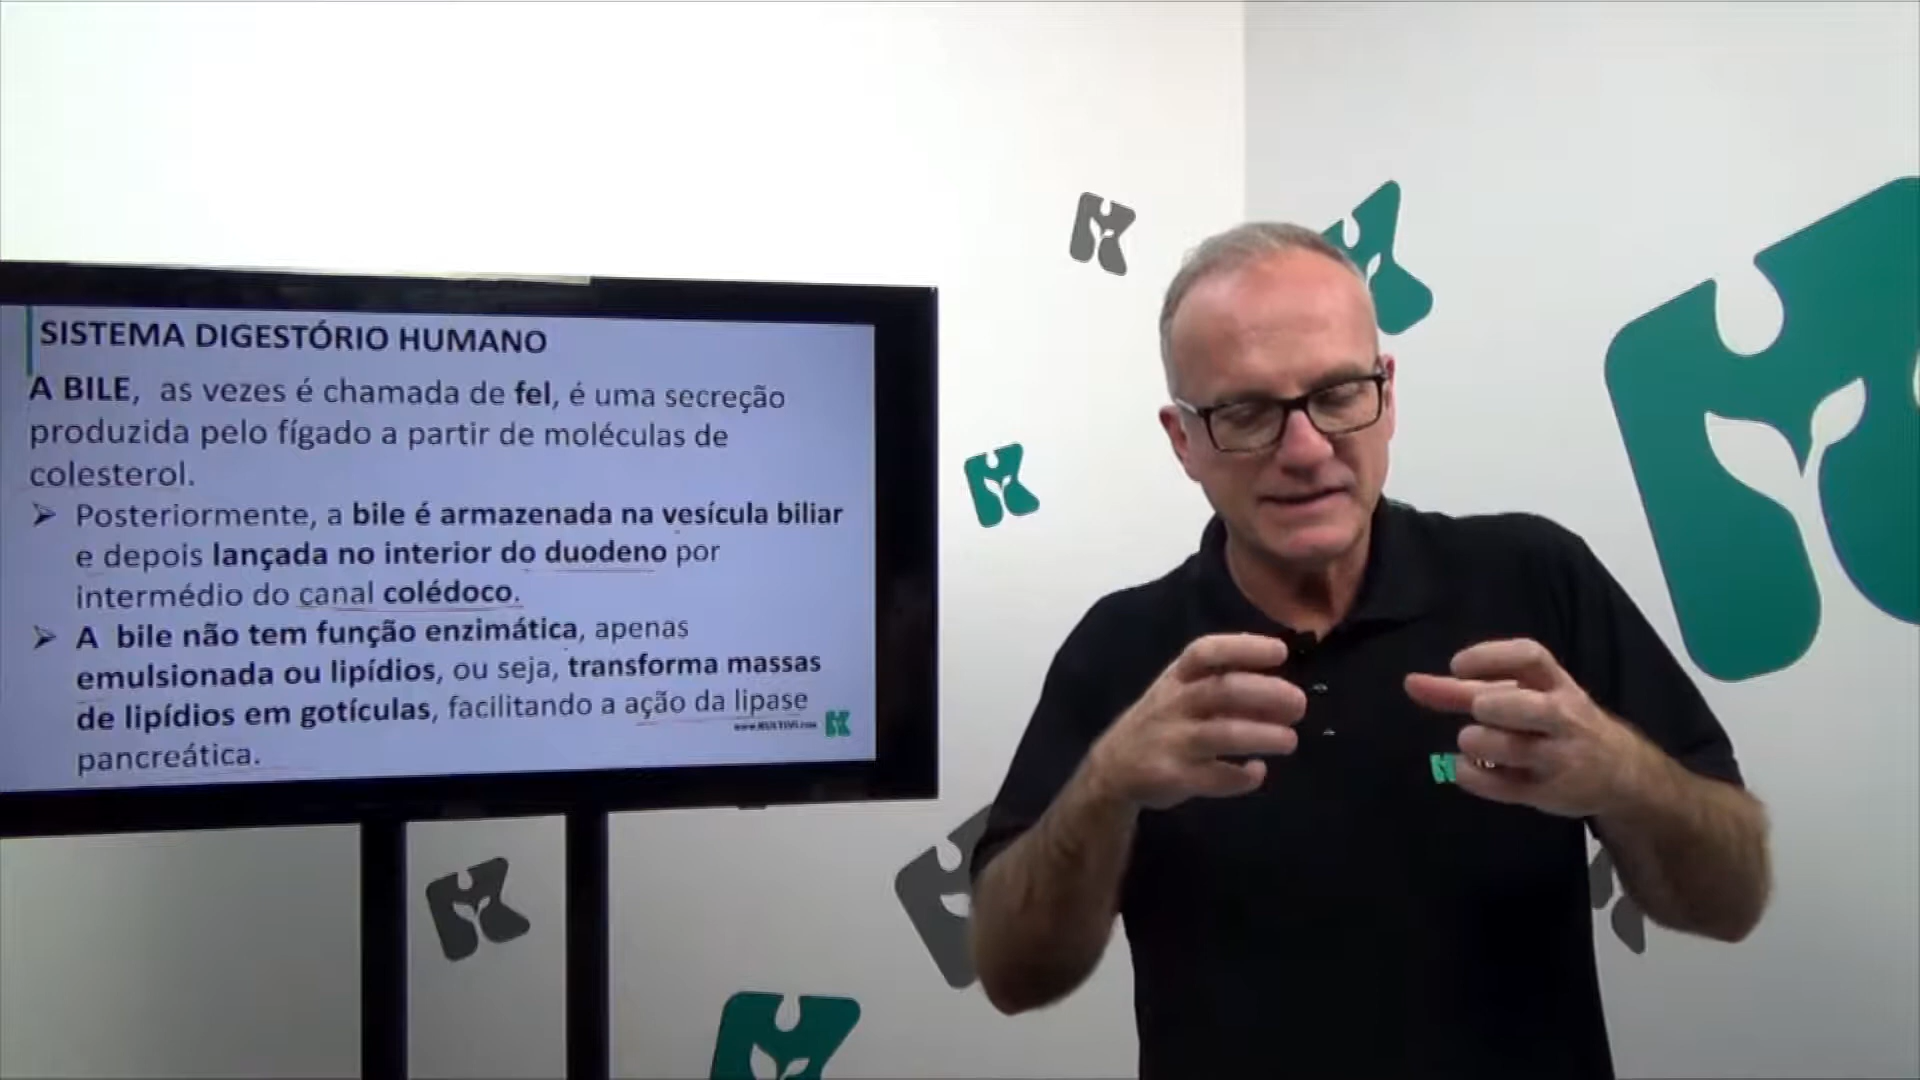 SISTEMA DIGESTÓRIO HUMANO
A BILE, as vezes é chamada de fel, é uma secreção
produzida pelo fígado a partir de moléculas de
colesterol.
➢ Posteriormente, a bile é armazenada na vesícula biliar
e depois lançada no interior do duodeno por
intermédio do canal colédoco.
➢ A bile não tem função enzimática, apenas
emulsionada ou lipídios, ou seja, transforma massas
de lipídios em gotículas, facilitando a ação da lipase
www.KULTIVI.com
pancreática.